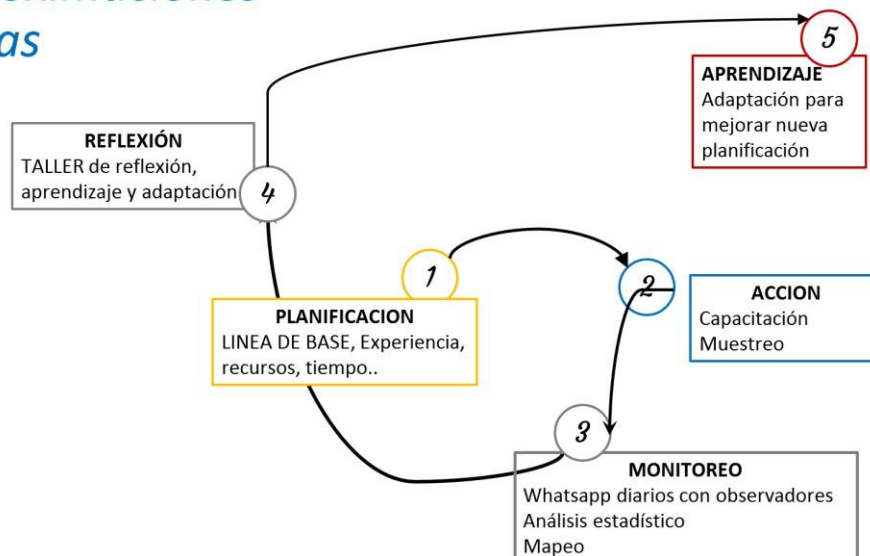 as
5
APRENDIZAJE
Adaptación para
mejorar nueva
planificación
REFLEXIÓN
TALLER de reflexión,
aprendizaje y adaptación
4
1
PLANIFICACION
LINEA DE BASE, Experiencia,
recursos, tiempo..
2
ACCION
Capacitación
Muestreo
3
MONITOREO
Whatsapp diarios con observadores
Análisis estadístico
Mapeo